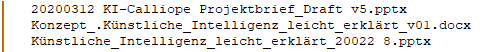 20200312 KI-Calliope Projektbrief_Draft v5.pptx
Konzept_.Künstliche_Intelligenz_leicht_erklärt_v01.docx
Künstliche_Intelligenz_leicht_erklärt_20022 8.pptx